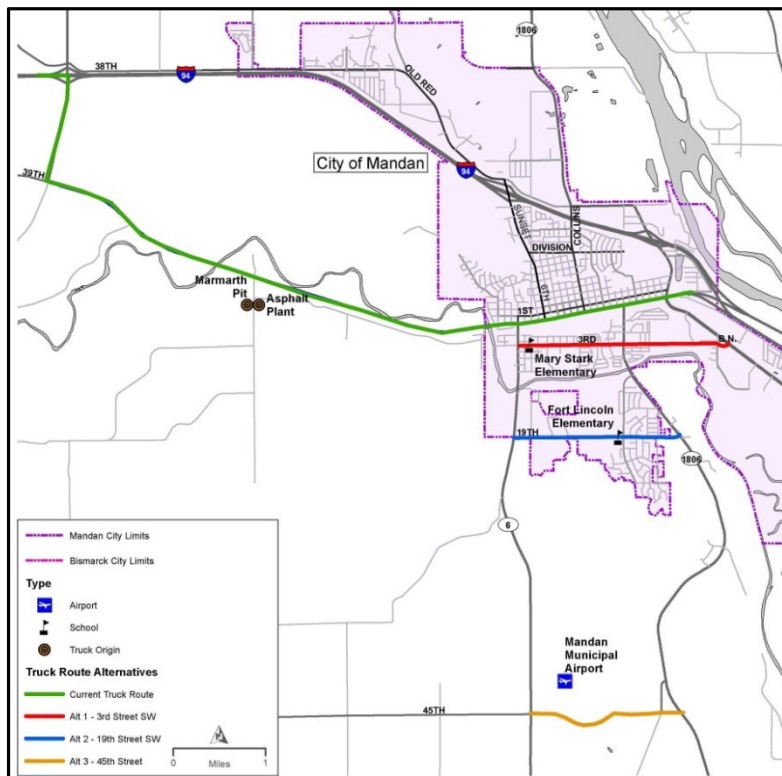 1806
38TH
94
OLD RED
39TH
City of Mandan
94
SUNSET
COLLINS
DIVISION
6TH
Marmarth
Pit
Asphalt
Plant
1ST
3RD
B.N.
Mary Stark
Elementary
Fort Lincoln
Elementary
19TH
1806
6
Mandan
Municipal
Airport
45TH
Mandan City Limits
Bismarck City Limits
Type
Airport
School
Truck Origin
Truck Route Alternatives
Current Truck Route
Alt 1 - 3rd Street SW
Alt 2 - 19th Street SW
Alt 3 - 45th Street
0 1
Miles